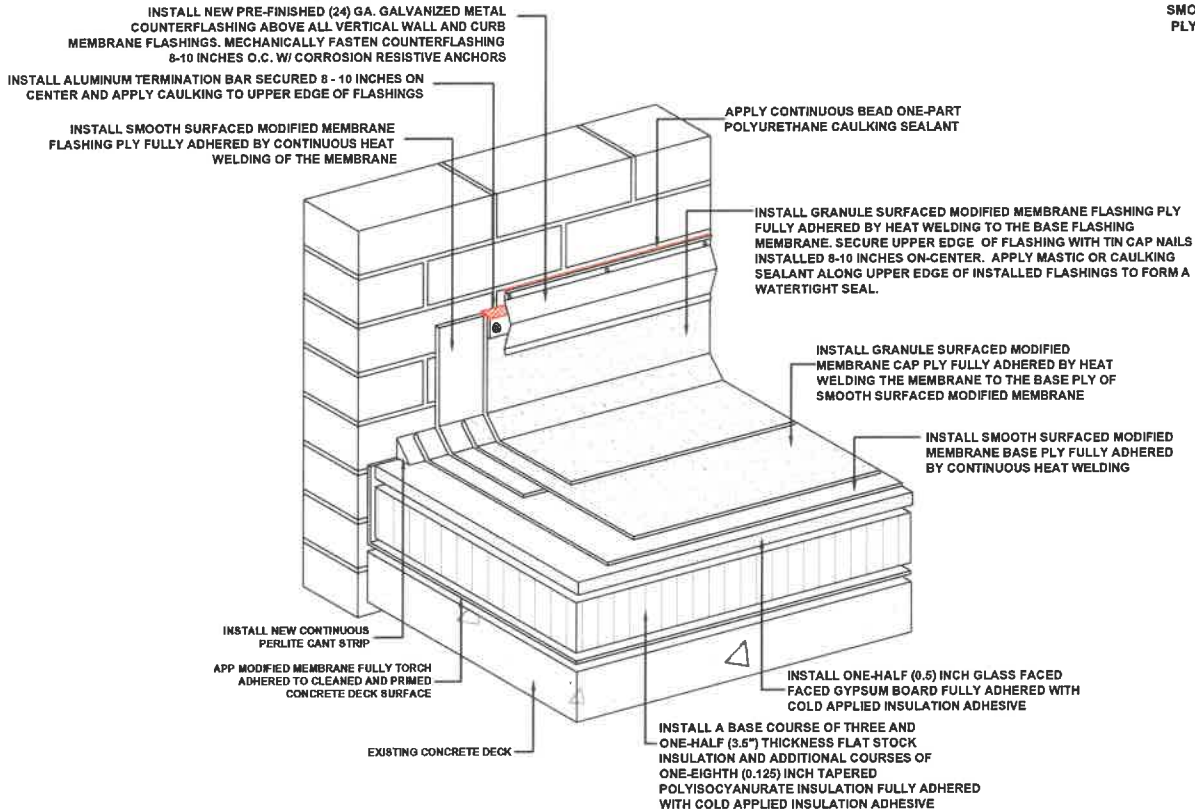 INSTALL NEW PRE-FINISHED (24) GA. GALVANIZED METAL
COUNTERFLASHING ABOVE ALL VERTICAL WALL AND CURB
MEMBRANE FLASHINGS. MECHANICALLY FASTEN COUNTERFLASHING
8-10 INCHES O.C. W/ CORROSION RESISTIVE ANCHORS
INSTALL ALUMINUM TERMINATION BAR SECURED 8 - 10 INCHES ON
CENTER AND APPLY CAULKING TO UPPER EDGE OF FLASHINGS
INSTALL SMOOTH SURFACED MODIFIED MEMBRANE
FLASHING PLY FULLY ADHERED BY CONTINUOUS HEAT
WELDING OF THE MEMBRANE
SMO
PLY
APPLY CONTINUOUS BEAD ONE-PART
POLYURETHANE CAULKING SEALANT
INSTALL GRANULE SURFACED MODIFIED MEMBRANE FLASHING PLY
FULLY ADHERED BY HEAT WELDING TO THE BASE FLASHING
MEMBRANE. SECURE UPPER EDGE OF FLASHING WITH TIN CAP NAILS
INSTALLED 8-10 INCHES ON-CENTER. APPLY MASTIC OR CAULKING
SEALANT ALONG UPPER EDGE OF INSTALLED FLASHINGS TO FORM A
WATERTIGHT SEAL.
INSTALL GRANULE SURFACED MODIFIED
MEMBRANE CAP PLY FULLY ADHERED BY HEAT
WELDING THE MEMBRANE TO THE BASE PLY OF
SMOOTH SURFACED MODIFIED MEMBRANE
INSTALL SMOOTH SURFACED MODIFIED
MEMBRANE BASE PLY FULLY ADHERED
BY CONTINUOUS HEAT WELDING
INSTALL NEW CONTINUOUS
PERLITE CANT STRIP
APP MODIFIED MEMBRANE FULLY TORCH
ADHERED TO CLEANED AND PRIMED
CONCRETE DECK SURFACE
EXISTING CONCRETE DECK
INSTALL ONE-HALF (0.5) INCH GLASS FACED
FACED GYPSUM BOARD FULLY ADHERED WITH
COLD APPLIED INSULATION ADHESIVE
INSTALL A BASE COURSE OF THREE AND
ONE-HALF (3.5") THICKNESS FLAT STOCK
INSULATION AND ADDITIONAL COURSES OF
ONE-EIGHTH (0.125) INCH TAPERED
POLYISOCYANURATE INSULATION FULLY ADHERED
WITH COLD APPLIED INSULATION ADHESIVE